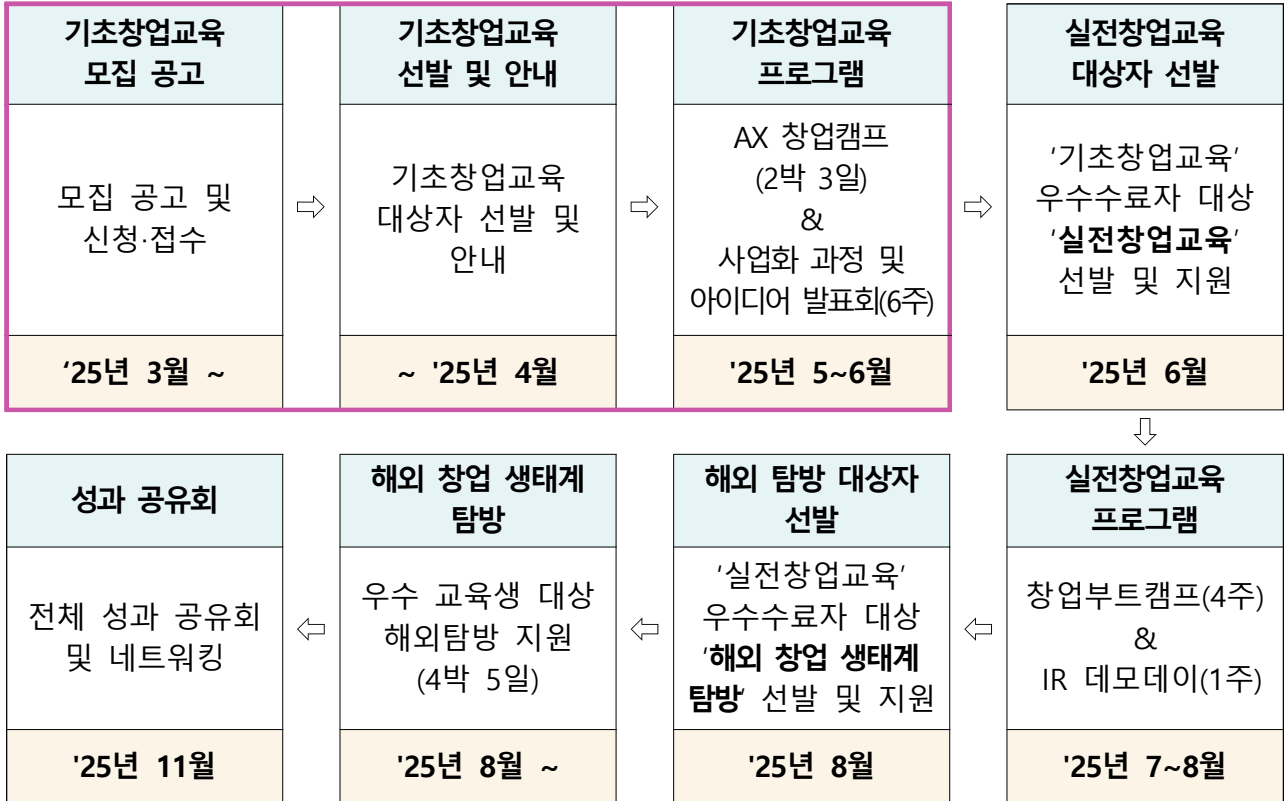 기초창업교육
모집 공고
모집 공고 및
신청·접수
‘25년 3월 ~
⇨
기초창업교육
선발 및 안내
기초창업교육
대상자 선발 및
안내
~ '25년 4월
⇨
기초창업교육
프로그램
AX 창업캠프
(2박 3일)
&
사업화 과정 및
아이디어 발표회(6주)
'25년 5~6월
⇨
실전창업교육
대상자 선발
'기초창업교육'
우수수료자 대상
'실전창업교육'
선발 및 지원
'25년 6월
⇩
실전창업교육
프로그램
창업부트캠프(4주)
&
IR 데모데이(1주)
'25년 7~8월
⇦
해외 탐방 대상자
선발
'실전창업교육'
우수수료자 대상
'해외 창업 생태계
탐방' 선발 및 지원
'25년 8월
⇦
해외 창업 생태계
탐방
우수 교육생 대상
해외탐방 지원
(4박 5일)
'25년 8월 ~
⇦
성과 공유회
전체 성과 공유회
및 네트워킹
'25년 11월